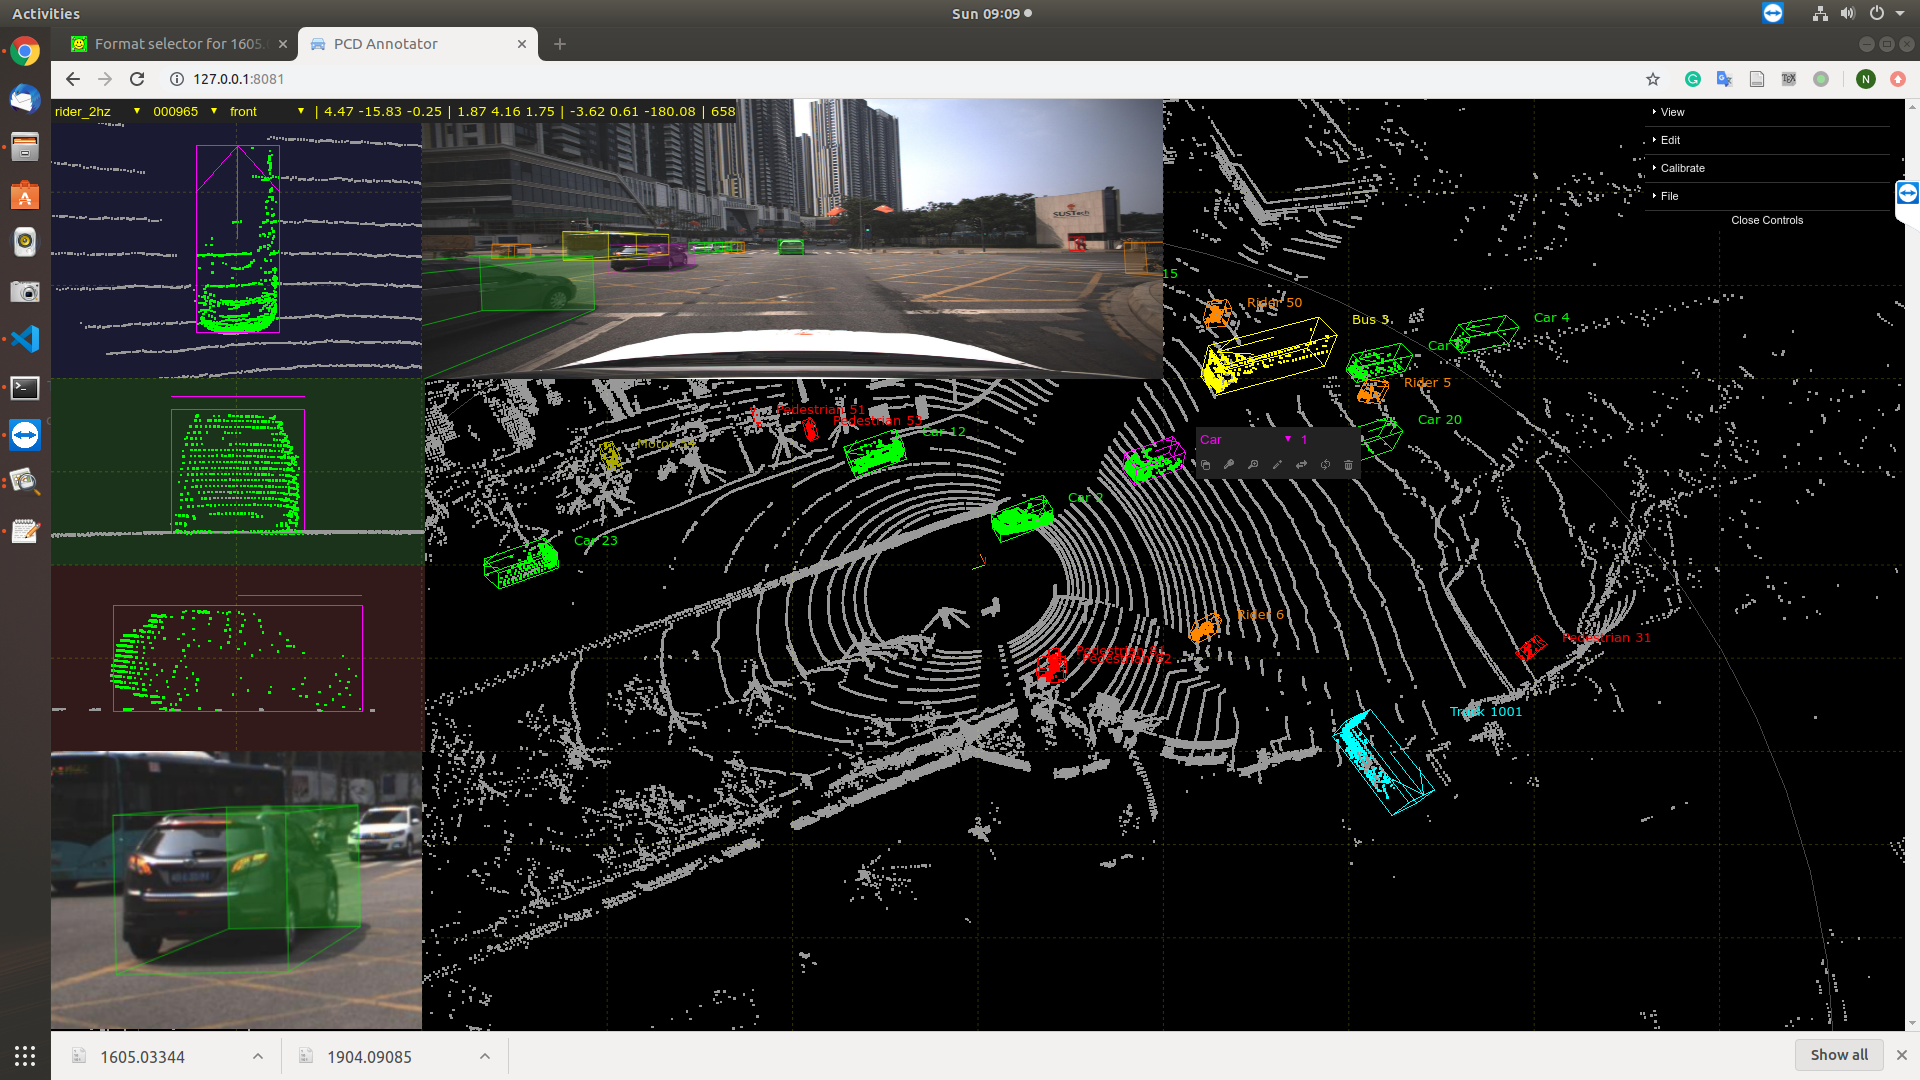 Activities
Sun 09:09
Format selector for 1605.
PCD Annotator
127.0.0.1:8081
N
rider_2hz 000965 front | 4.47 -15.83 -0.25 | 1.87 4.16 1.75 | -3.62 0.61 -180.08 | 658
View
Edit
Calibrate
File
Close Controls
SUSTech
15
Rider 50
Bus 3
Car 4
Car
Rider 5
Car 20
Car 1
Pedestrian 51
Pedestrian 53
Car 12
Motor
Car 2
Car 23
Rider 6
Pedestrian
Pedestrian 62
Pedestrian 31
Truck 1001
1605.03344
1904.09085
Show all